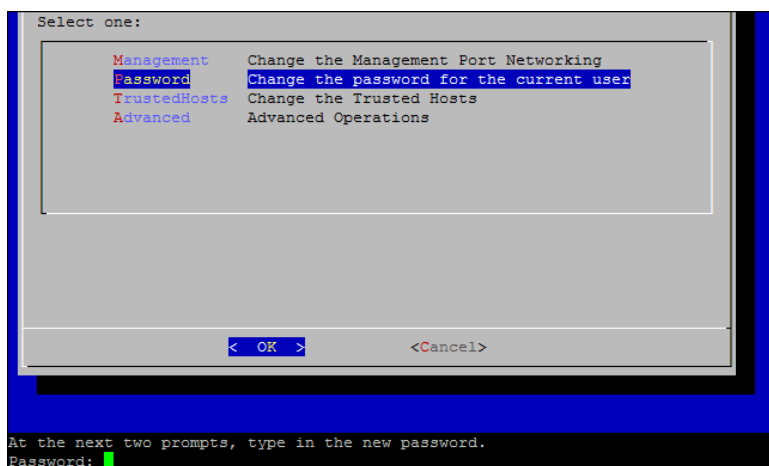 Select one:
Management Change the Management Port Networking
Password Change the password for the current user
TrustedHosts Change the Trusted Hosts
Advanced Advanced Operations
< OK > <Cancel>
At the next two prompts, type in the new password.
Password: